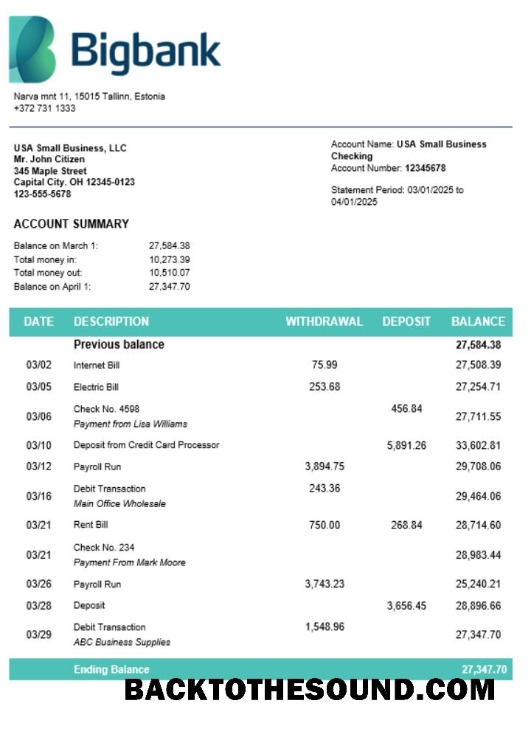 Bigbank
Narva mnt 11, 15015 Tallinn, Estonia
+372 731 1333
USA Small Business, LLC
Mr. John Citizen
345 Maple Street
Capital City. OH 12345-0123
123-555-5678
Account Name: USA Small Business
Checking
Account Number: 12345678
Statement Period: 03/01/2025 to
04/01/2025
ACCOUNT SUMMARY
Balance on March 1: 27,584.38
Total money in: 10,273.39
Total money out: 10,510.07
Balance on April 1: 27,347.70
DATE DESCRIPTION WITHDRAWAL DEPOSIT BALANCE
Previous balance 27,584.38
03/02 Internet Bill 75.99 27,508.39
03/05 Electric Bill 253.68 27,254.71
03/06 Check No. 4598 456.84 27,711.55
Payment from Lisa Williams
03/10 Deposit from Credit Card Processor 5,891.26 33,602.81
03/12 Payroll Run 3,894.75 29,708.06
03/16 Debit Transaction 243.36 29,464.06
Main Office Wholesale
03/21 Rent Bill 750.00 268.84 28,714.60
03/21 Check No. 234 28,983.44
Payment From Mark Moore
03/26 Payroll Run 3,743.23 25,240.21
03/28 Deposit 3,656.45 28,896.66
03/29 Debit Transaction 1,548.96 27,347.70
ABC Business Supplies
Ending Balance 27,347.70
BACKTOTHESOUND.COM